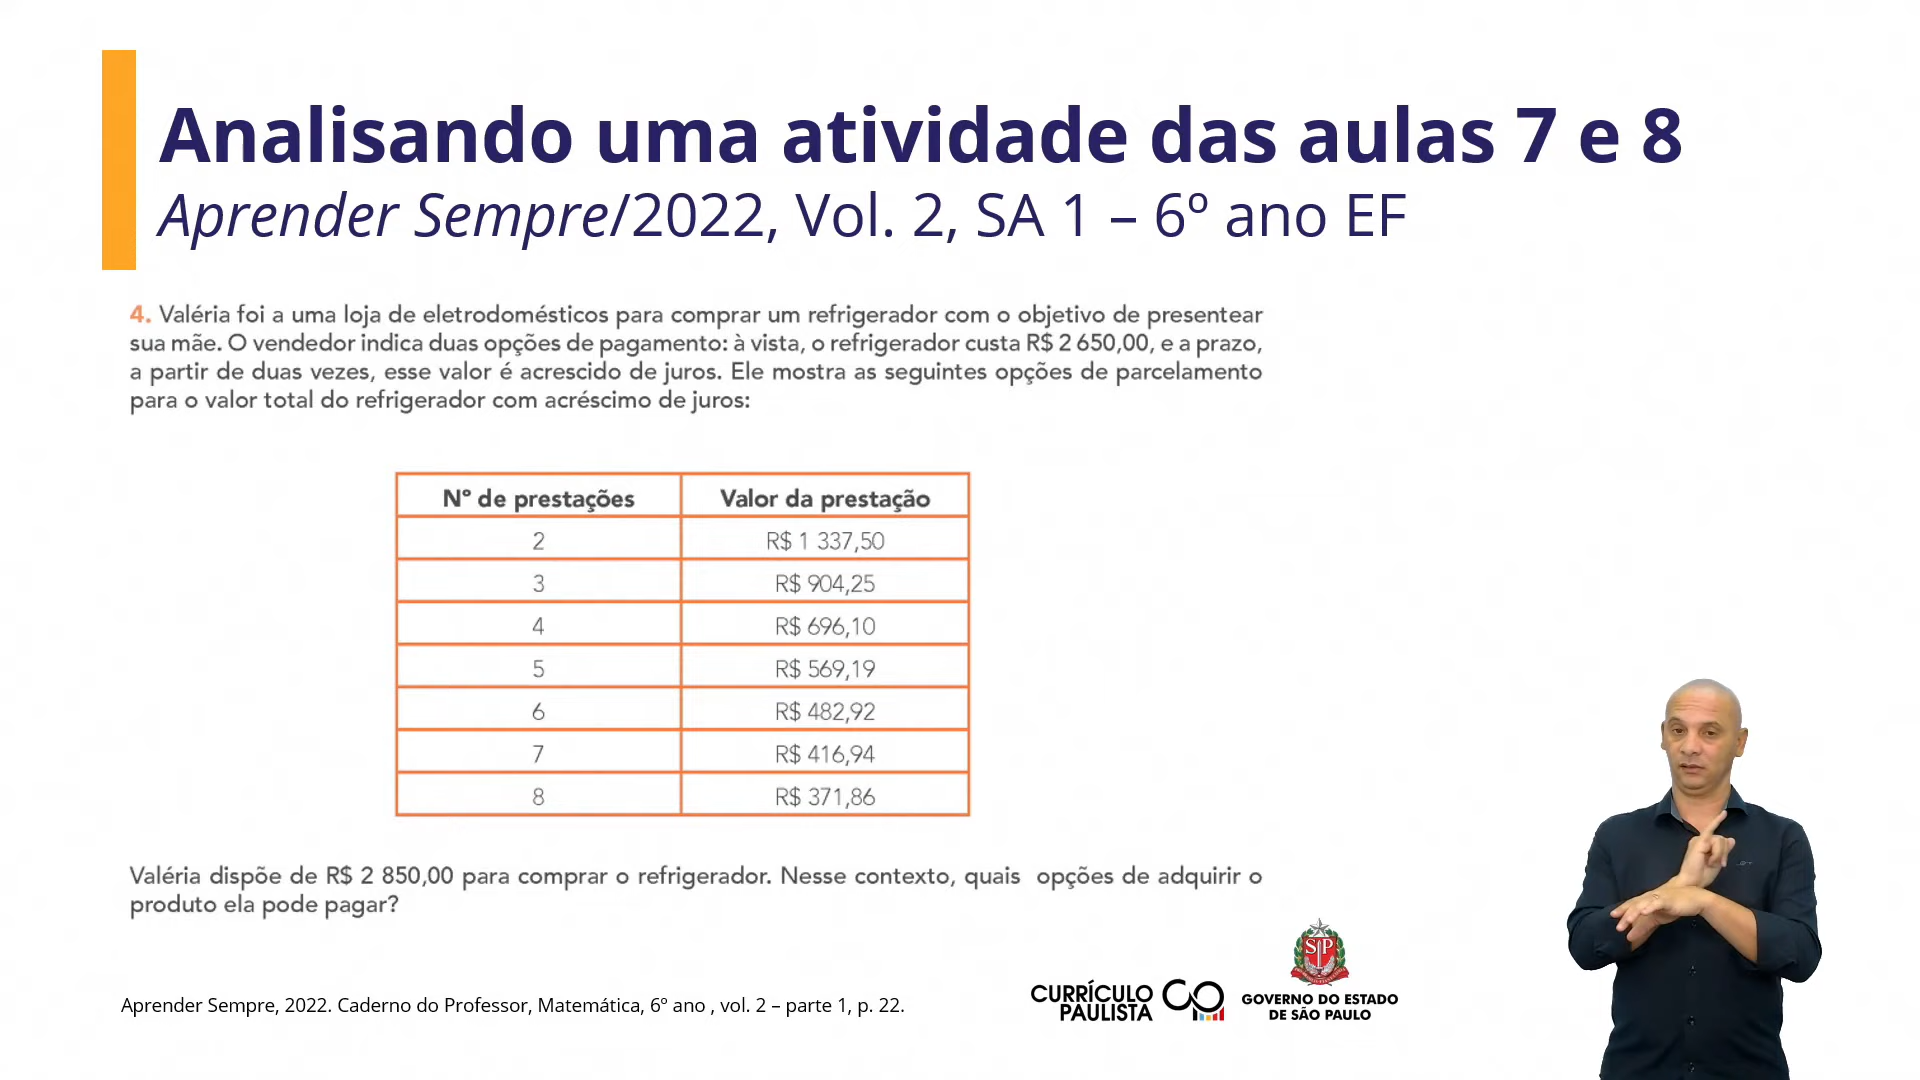 Analisando uma atividade das aulas 7 e 8
Aprender Sempre/2022, Vol. 2, SA 1 – 6º ano EF
4. Valéria foi a uma loja de eletrodomésticos para comprar um refrigerador com o objetivo de presentear
sua mãe. O vendedor indica duas opções de pagamento: à vista, o refrigerador custa R$ 2 650,00, e a prazo,
a partir de duas vezes, esse valor é acrescido de juros. Ele mostra as seguintes opções de parcelamento
para o valor total do refrigerador com acréscimo de juros:
Nº de prestações Valor da prestação
2 R$ 1 337,50
3 R$ 904,25
4 R$ 696,10
5 R$ 569,19
6 R$ 482,92
7 R$ 416,94
8 R$ 371,86
Valéria dispõe de R$ 2 850,00 para comprar o refrigerador. Nesse contexto, quais opções de adquirir o
produto ela pode pagar?
Aprender Sempre, 2022. Caderno do Professor, Matemática, 6º ano , vol. 2 – parte 1, p. 22.
CURRÍCULO
PAULISTA
SP
GOVERNO DO ESTADO
DE SÃO PAULO